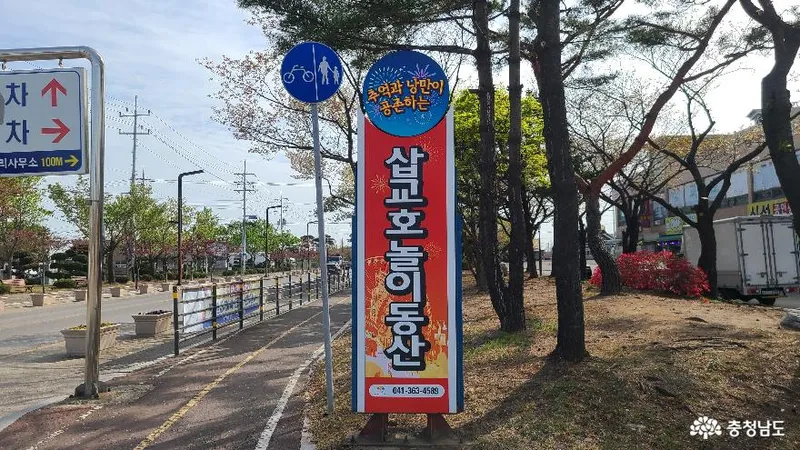 차
차
리사무소 100M
추억과 낭만이
공존하는
삽교호놀이동산
041-363-4589
충청남도